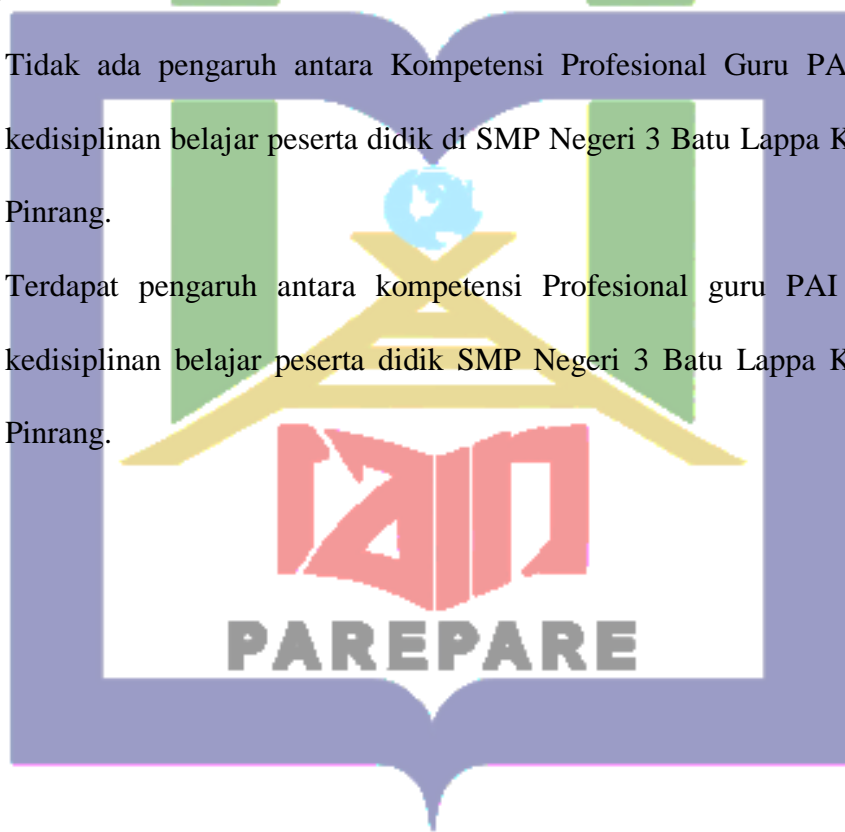 Tidak ada pengaruh antara Kompetensi Profesional Guru PA
kedisiplinan belajar peserta didik di SMP Negeri 3 Batu Lappa K
Pinrang.
Terdapat pengaruh antara kompetensi Profesional guru PAI
kedisiplinan belajar peserta didik SMP Negeri 3 Batu Lappa K
Pinrang.
iain
PAREPARE